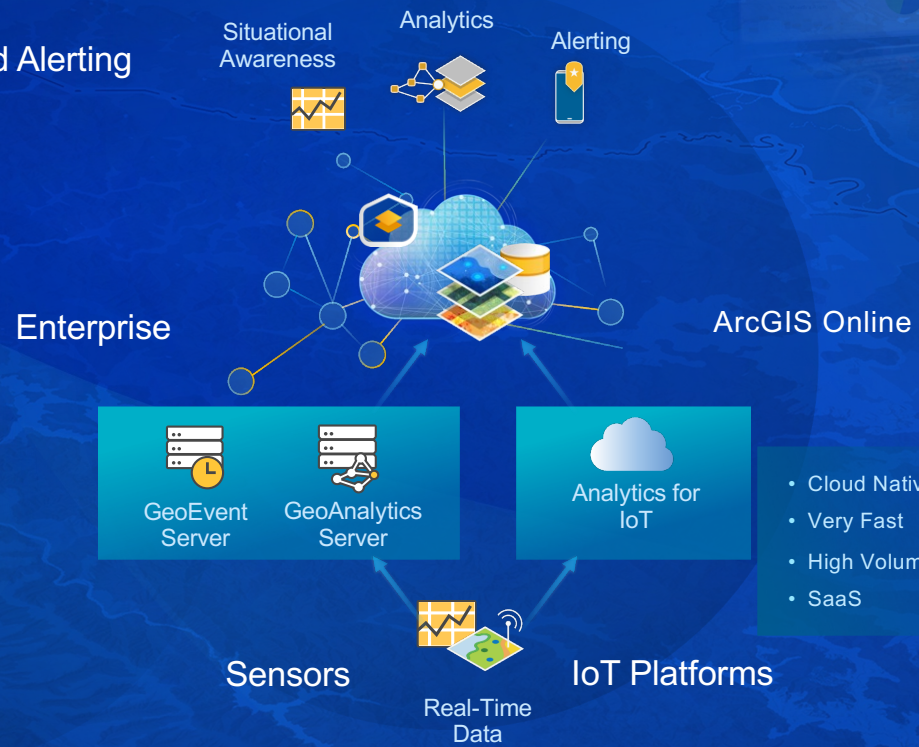 Analytics
Situational
Awareness
Alerting
d Alerting
Enterprise
ArcGIS Online
GeoEvent
Server
GeoAnalytics
Server
Analytics for
IoT
• Cloud Nativ
• Very Fast
• High Volum
• SaaS
Sensors
IoT Platforms
Real-Time
Data